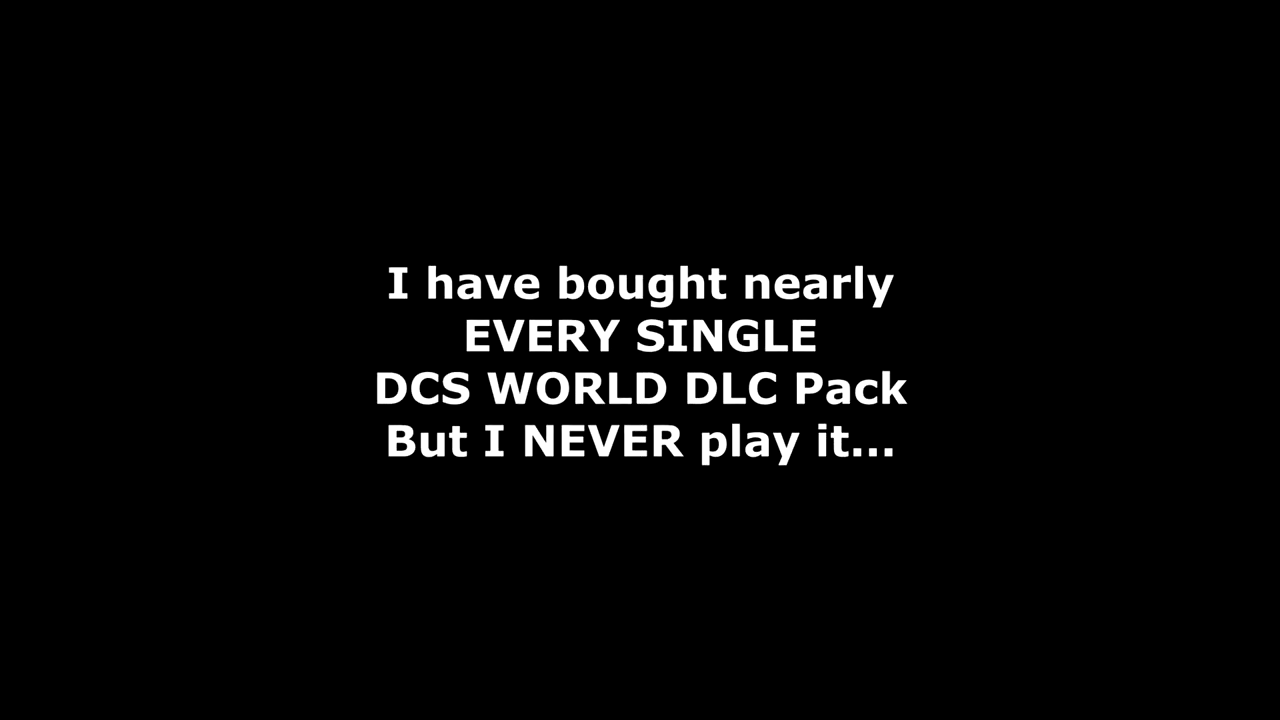 I have bought nearly
EVERY SINGLE
DCS WORLD DLC Pack
But I NEVER play it...